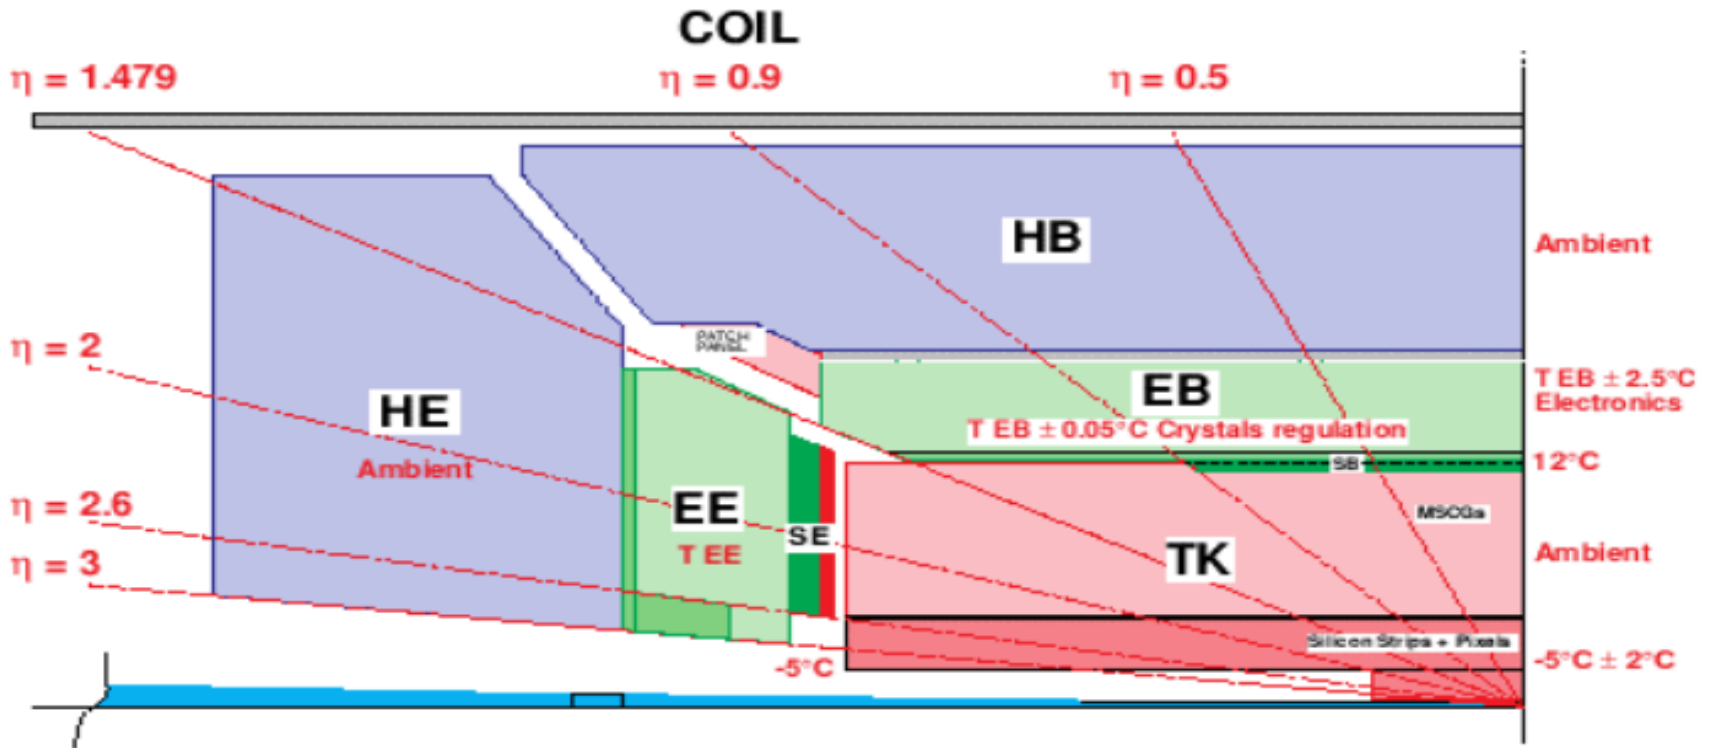 COIL
η = 1.479
η = 0.9
η = 0.5
HB
Ambient
PATCH
PANEL
η = 2
HE
Ambient
EB
T EB ± 2.5°C
Electronics
T EB ± 0.05°C Crystals regulation
SB
12°C
η = 2.6
EE
T EE
SE
MSCGs
TK
Ambient
η = 3
Silicon Strips + Pixels
-5°C
-5°C ± 2°C